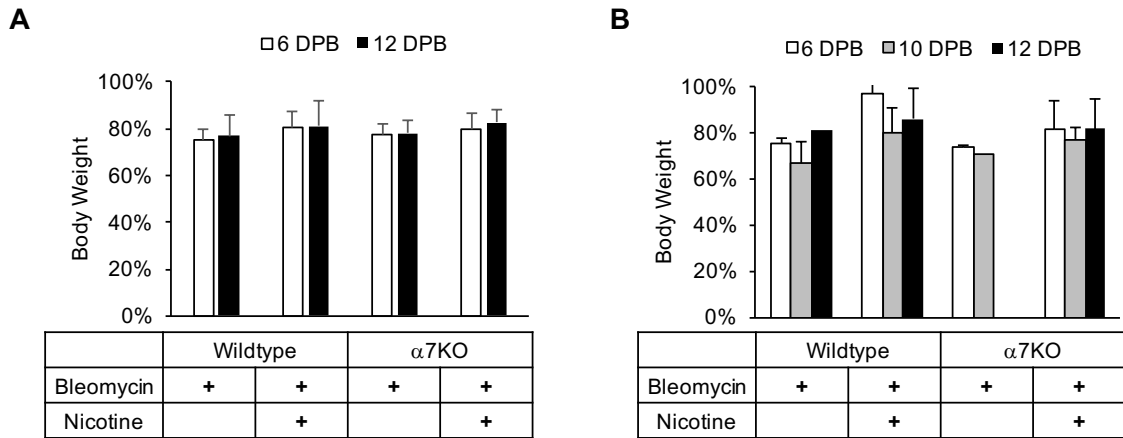 A
6 DPB 12 DPB
100%
80%
60%
40%
20%
0%
Body Weight
Wildtype α7KO
Bleomycin + + + +
Nicotine + +
B
6 DPB 10 DPB 12 DPB
100%
80%
60%
40%
20%
0%
Body Weight
Wildtype α7KO
Bleomycin + + + +
Nicotine + +